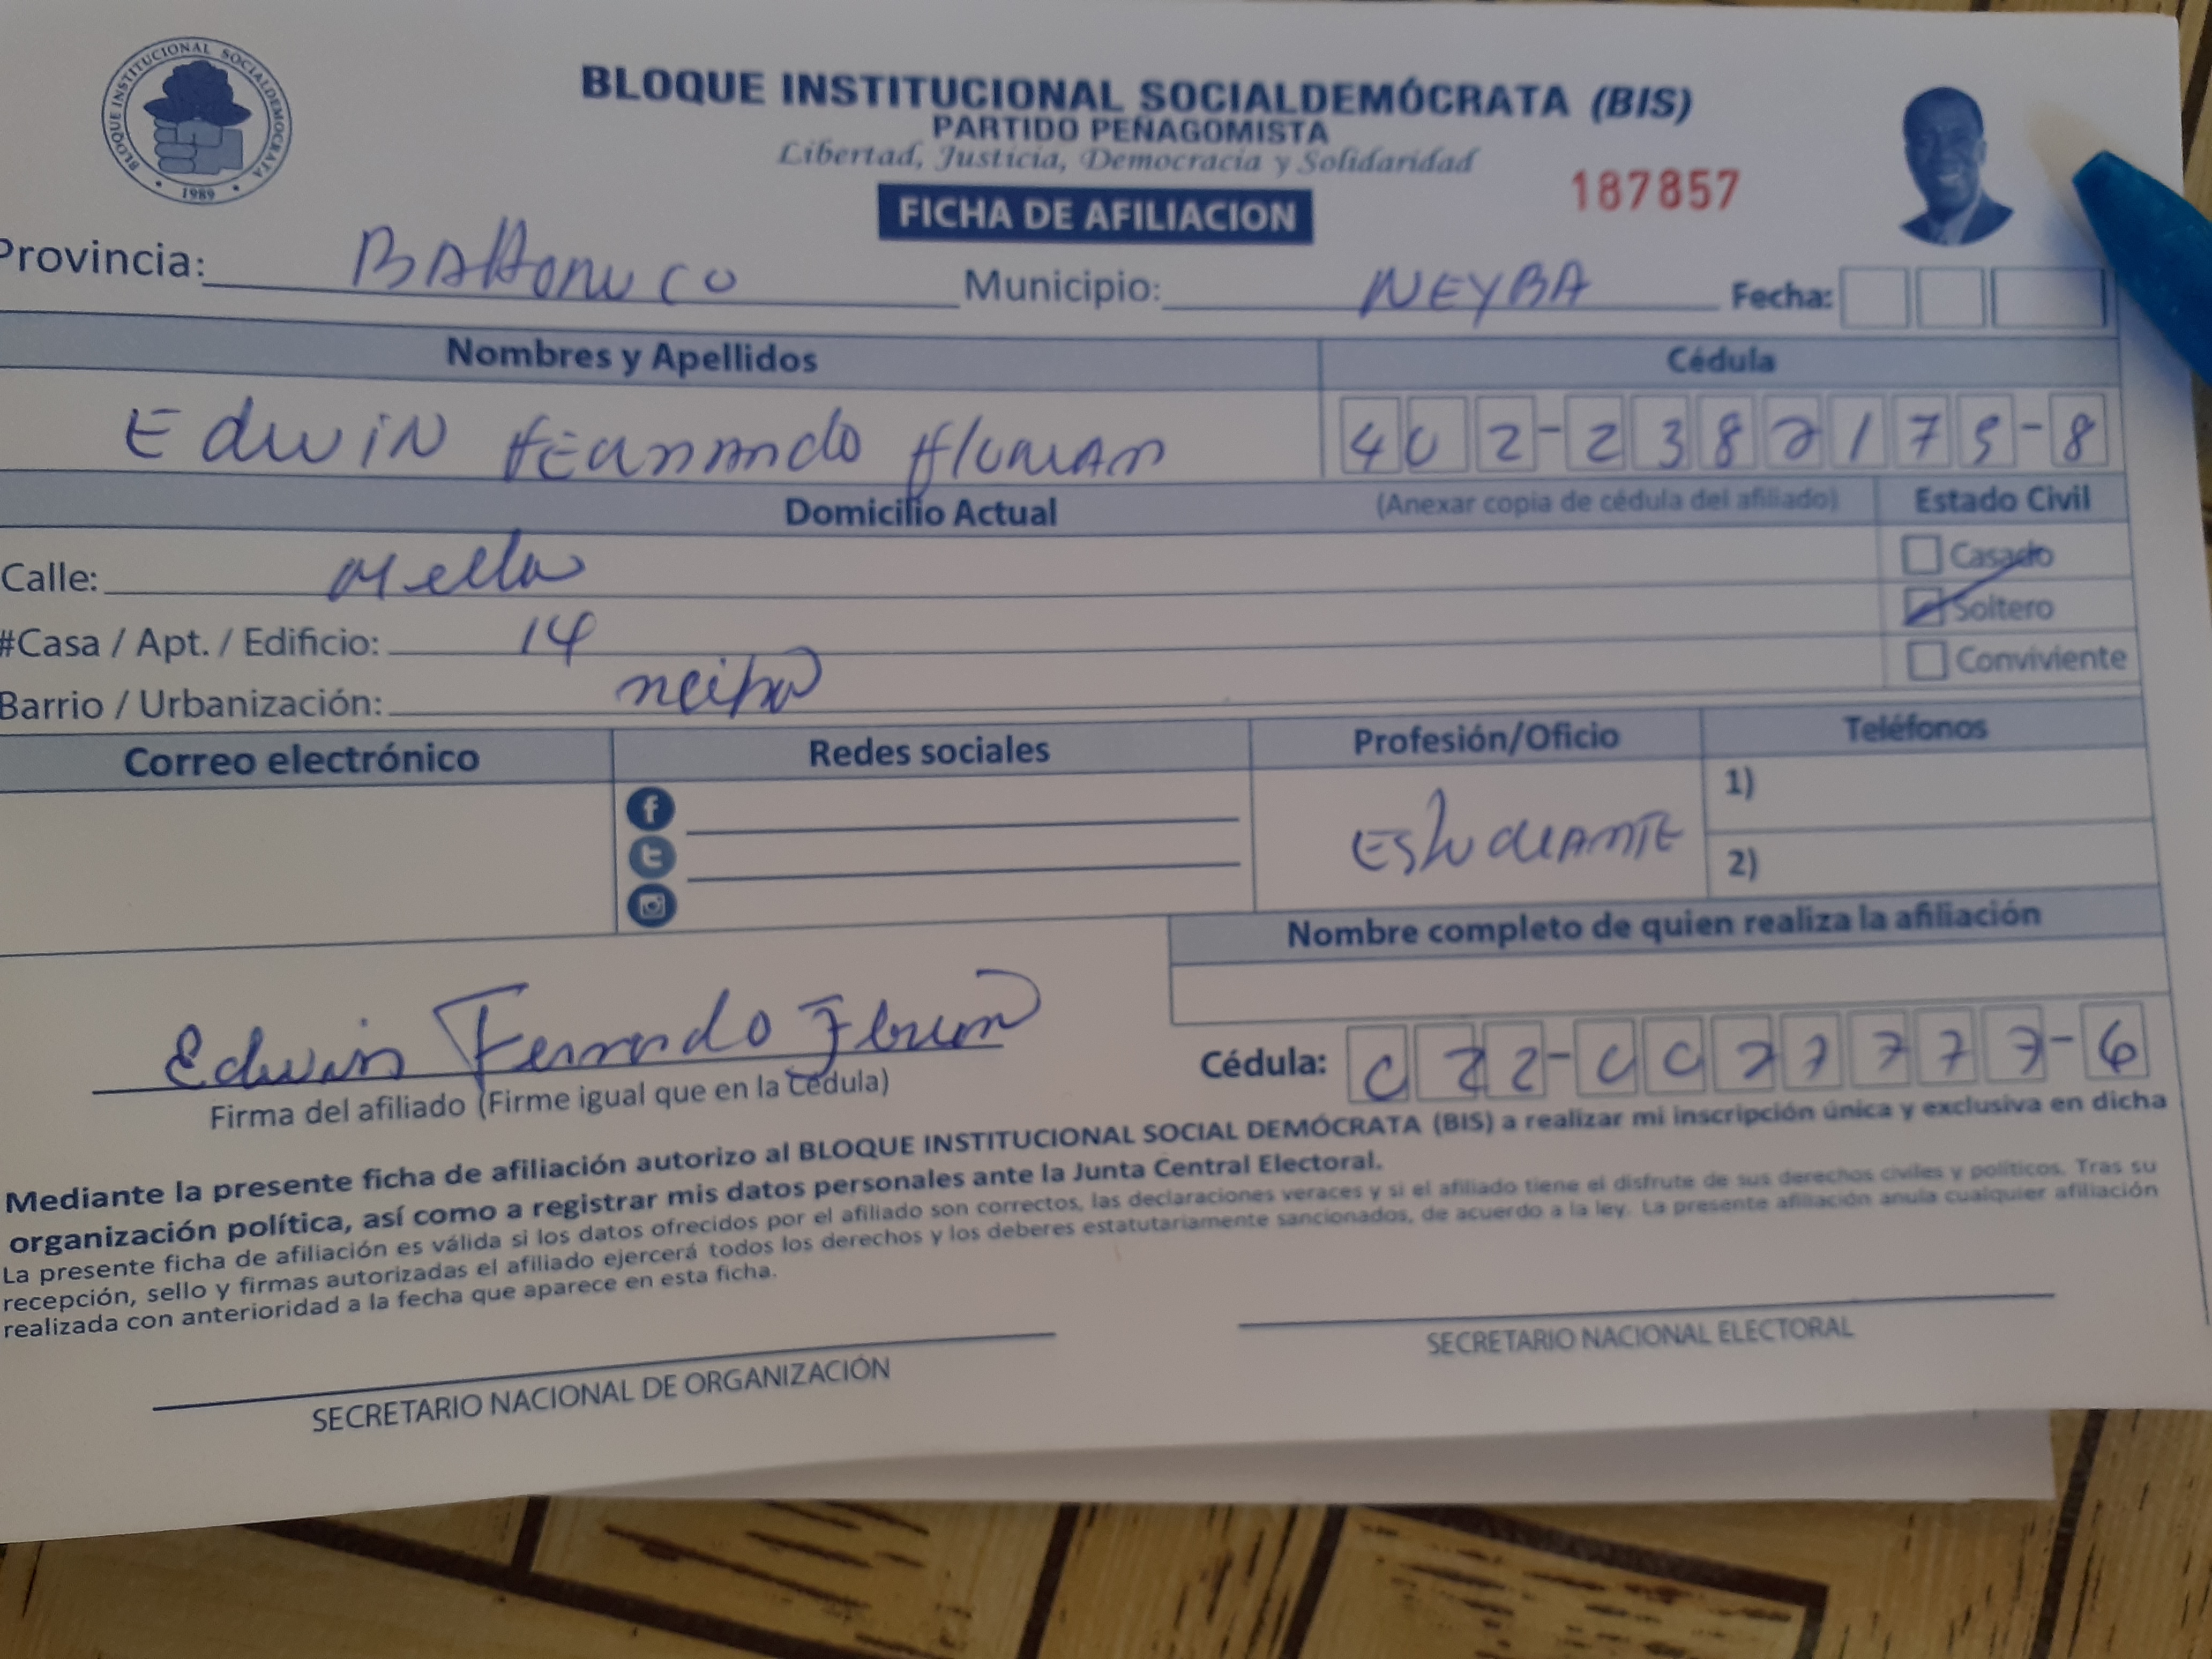 BLOQUE INSTITUCIONAL SOCIALDEMOCRATA
1989
BLOQUE INSTITUCIONAL SOCIALDEMÓCRATA (BIS)
PARTIDO PEÑAGOMISTA
Libertad, Justicia, Democracia y Solidaridad
187857
FICHA DE AFILIACION
Provincia: BAHONUCO Municipio: NEYBA Fecha:
Nombres y Apellidos Cédula
Edwin Fernando Florian 402-2382175-8
Domicilio Actual (Anexar copia de cédula del afiliado) Estado Civil
Calle: Mella Casado
#Casa / Apt. / Edificio: 14 Soltero
Barrio / Urbanización: neiba Conviviente
Correo electrónico Redes sociales Profesión/Oficio Teléfonos
ESTUDIANTE 1)
2)
Nombre completo de quien realiza la afiliación
Edwin Fernando Florian
Cédula: 022-0027777-6
Firma del afiliado (Firme igual que en la Cédula)
Mediante la presente ficha de afiliación autorizo al BLOQUE INSTITUCIONAL SOCIAL DEMÓCRATA (BIS) a realizar mi inscripción única y exclusiva en dicha
organización política, así como a registrar mis datos personales ante la Junta Central Electoral.
La presente ficha de afiliación es válida si los datos ofrecidos por el afiliado son correctos, las declaraciones veraces y si el afiliado tiene el disfrute de sus derechos civiles y políticos. Tras su
recepción, sello y firmas autorizadas el afiliado ejercerá todos los derechos y los deberes estatutariamente sancionados, de acuerdo a la ley. La presente afiliación anula cualquier afiliación
realizada con anterioridad a la fecha que aparece en esta ficha.
SECRETARIO NACIONAL DE ORGANIZACIÓN SECRETARIO NACIONAL ELECTORAL